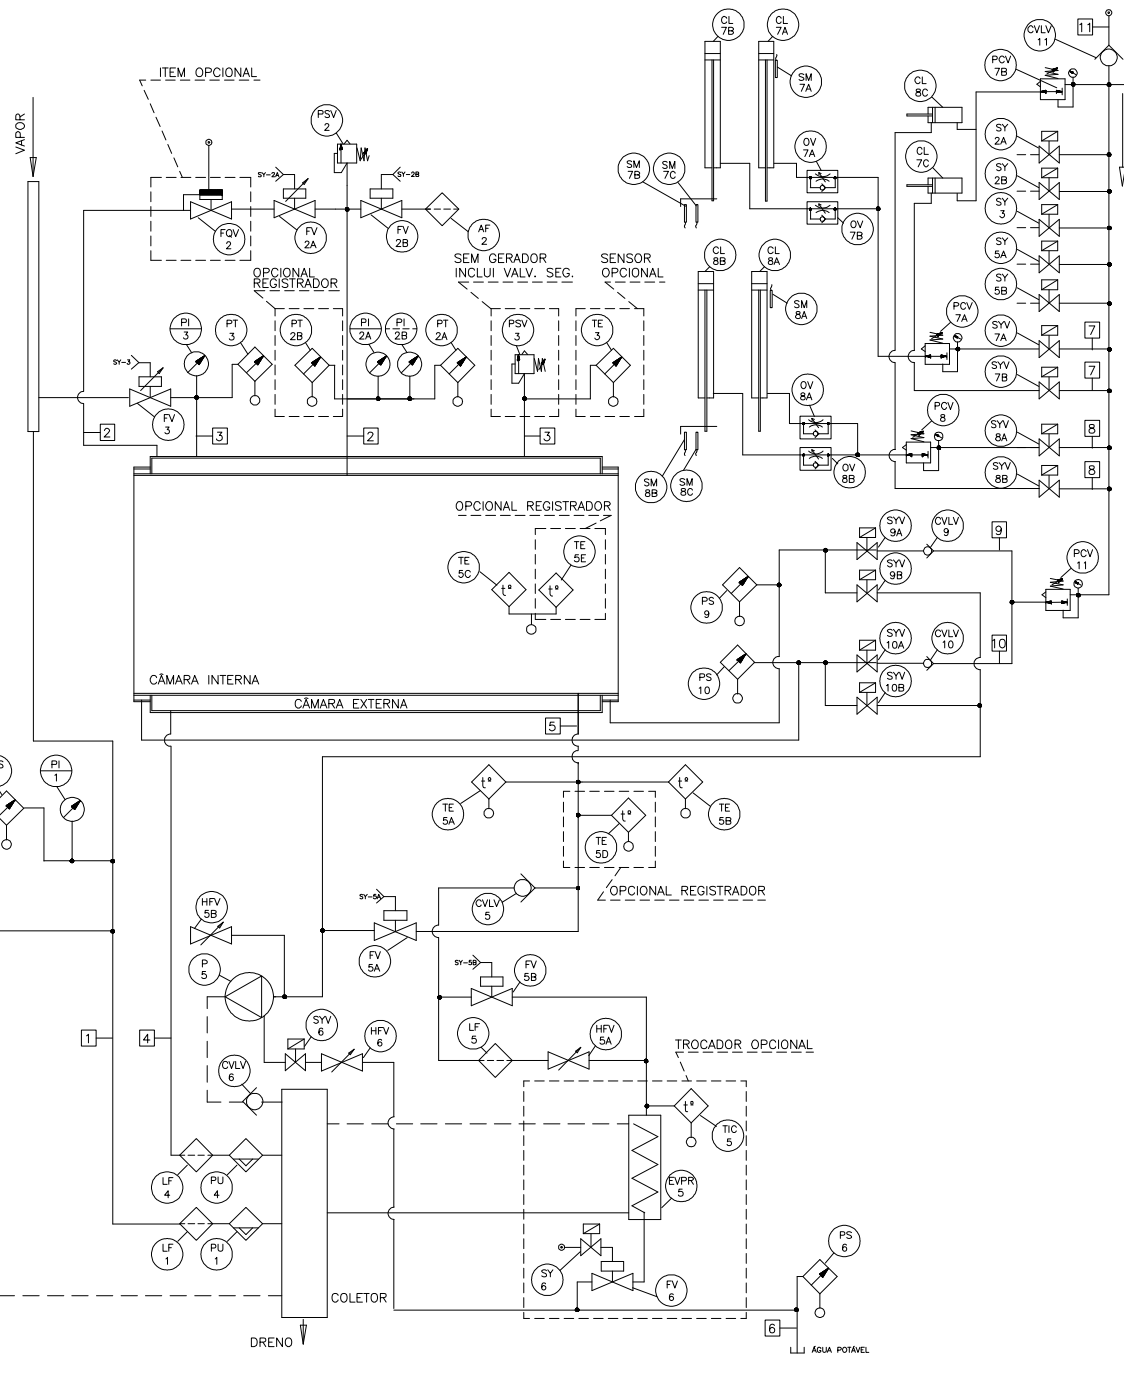 CL
7B
CL
7A
11
CVLV
11
ITEM OPCIONAL
PCV
7B
SM
7A
CL
8C
PSV
2
VAPOR
SY
2A
OV
7A
CL
7C
SM
7B
SM
7C
SY-2A
SY-2B
SY
2B
SY
3
FQV
2
FV
2A
FV
2B
AF
2
OV
7B
SY
5A
SEM GERADOR
INCLUI VALV. SEG.
SENSOR
OPCIONAL
CL
8B
CL
8A
OPCIONAL
REGISTRADOR
SY
5B
SM
8A
PCV
7A
PI
3
PT
3
PT
2B
PI
2A
PI
2B
PT
2A
PSV
3
TE
3
SYV
7A
7
SY-3
SYV
7B
7
FV
3
OV
8A
PCV
8
2
3
2
3
SYV
8A
8
SM
8B
SM
8C
OV
8B
SYV
8B
8
OPCIONAL REGISTRADOR
SYV
9A
CVLV
9
9
TE
5C
TE
5E
t°
t°
PCV
11
SYV
9B
PS
9
SYV
10A
CVLV
10
10
CÂMARA INTERNA
PS
10
SYV
10B
CÂMARA EXTERNA
5
PI
1
t°
t°
TE
5A
TE
5B
t°
TE
5D
OPCIONAL REGISTRADOR
HFV
5B
SY-5A
CVLV
5
FV
5A
P
5
SY-5B
FV
5B
SYV
6
HFV
6
LF
5
HFV
5A
1
4
TROCADOR OPCIONAL
CVLV
6
t°
TIC
5
LF
4
PU
4
EVPR
5
LF
1
PU
1
PS
6
SY
6
FV
6
COLETOR
DRENO
6
ÁGUA POTÁVEL